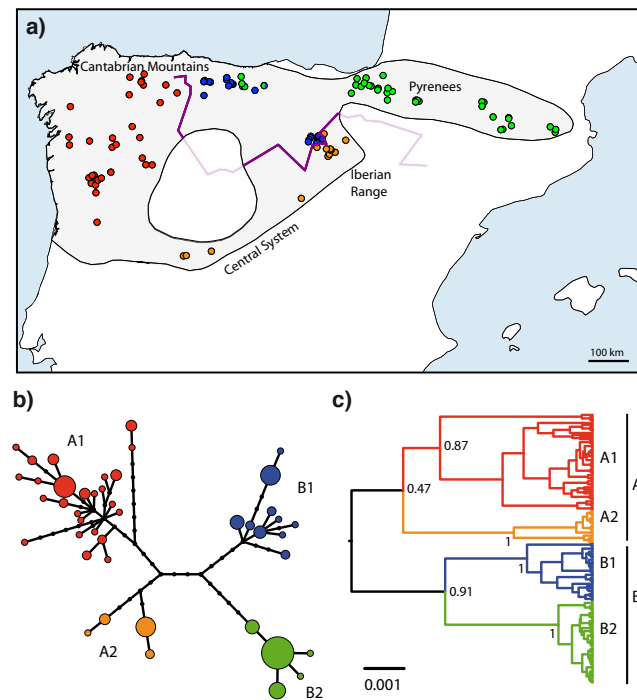 a)
Cantabrian Mountains
Pyrenees
Iberian
Range
Central System
100 km
b)
A1
B1
A2
B2
c)
0.87
0.47
1
1
0.91
1
A1
A2
B1
B2
A
B
0.001